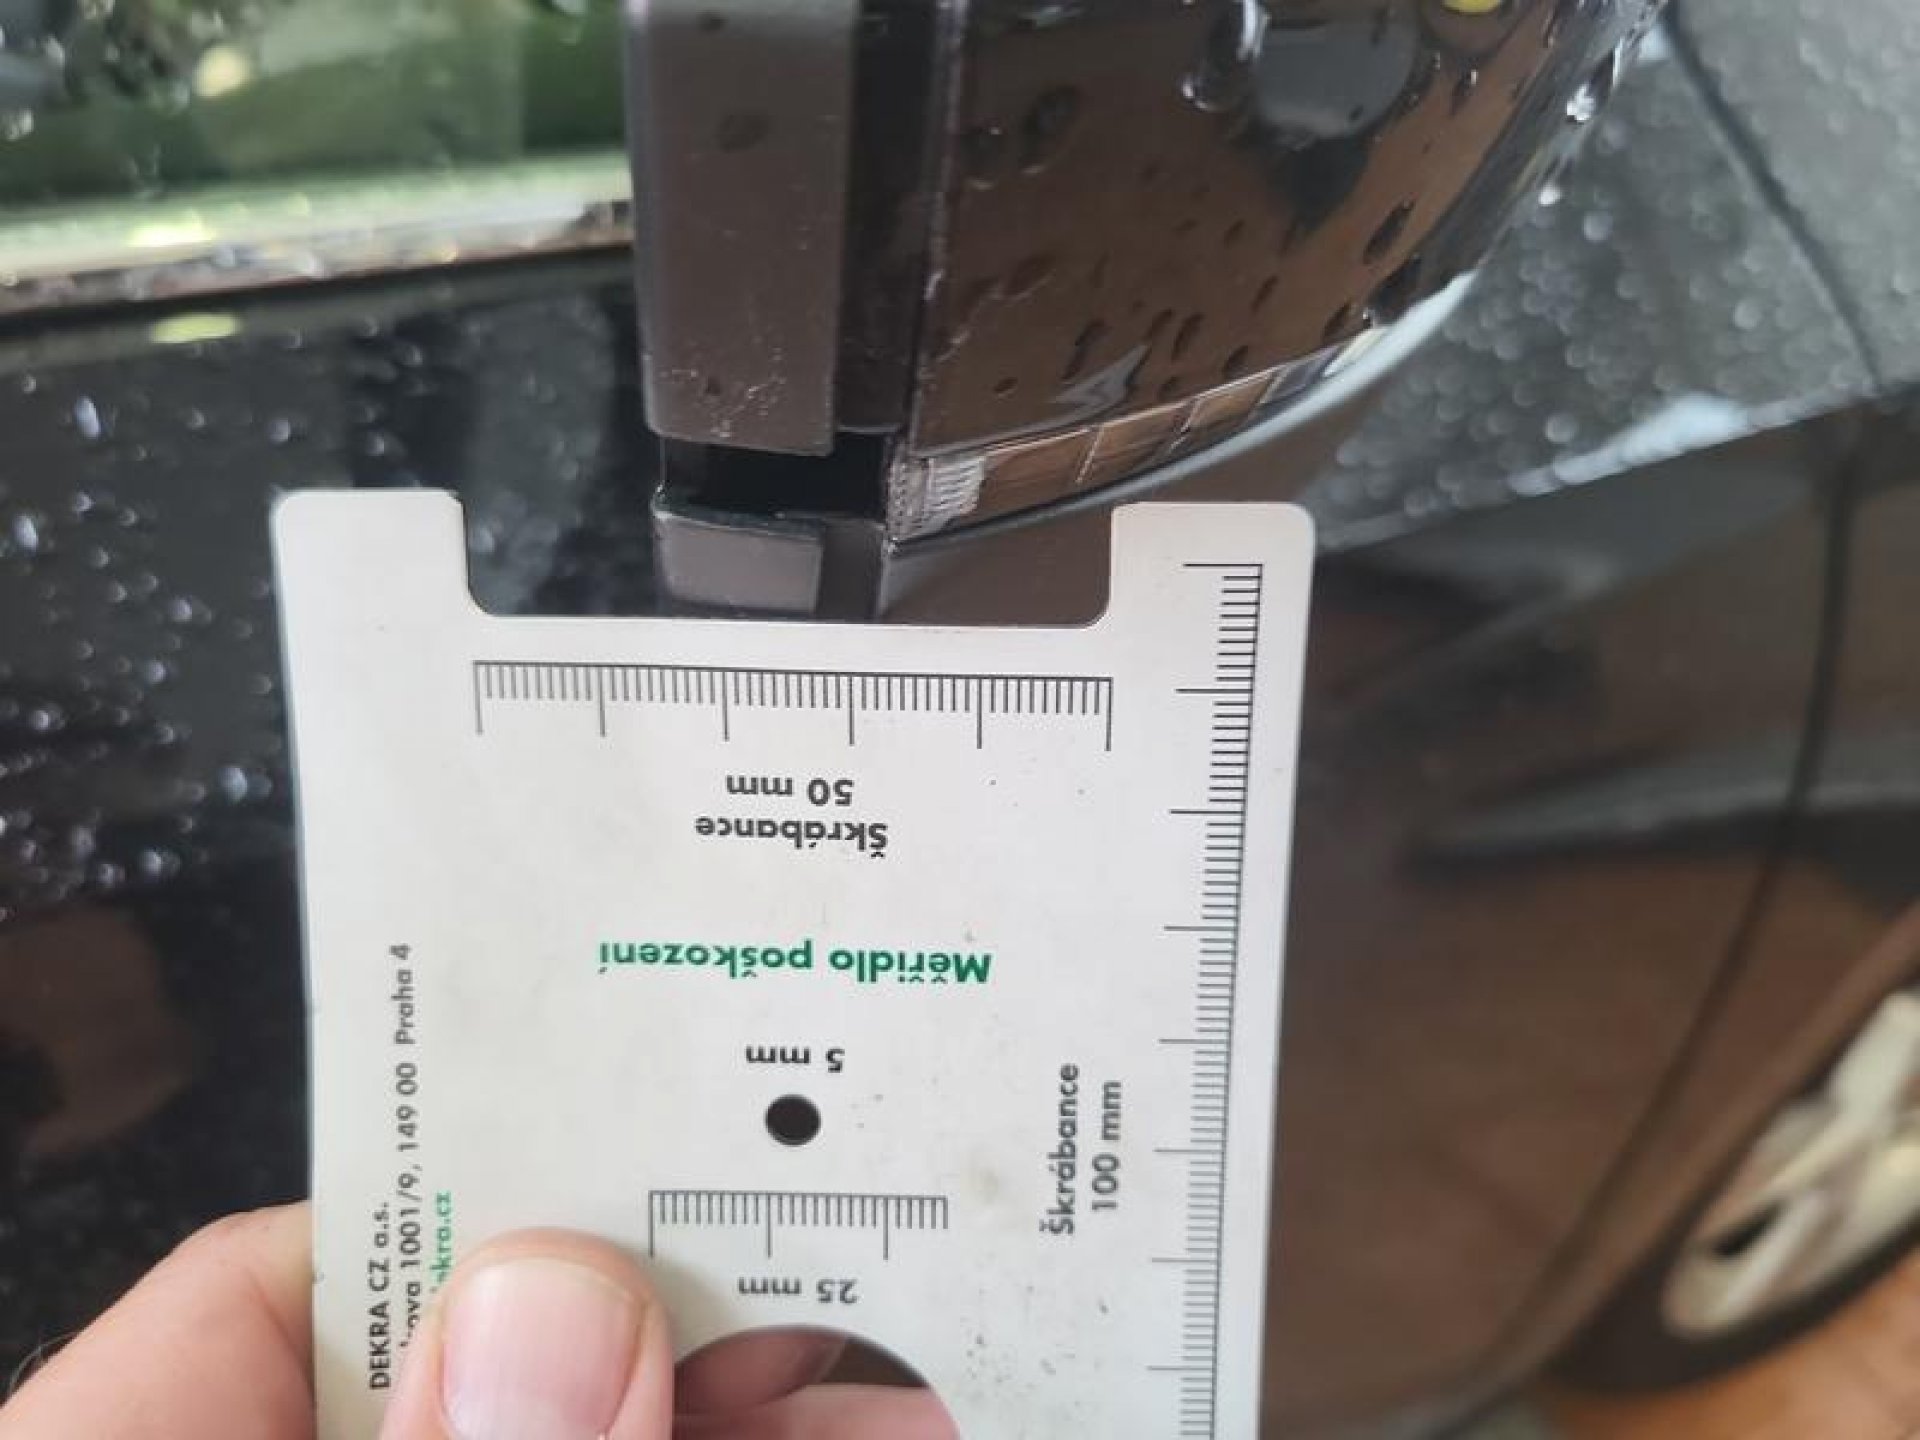 Škrábance
50 mm
Měřidlo poškození
5 mm
25 mm
Škrábance
100 mm
DEKRA CZ a.s.
1001/9, 149 00 Praha 4